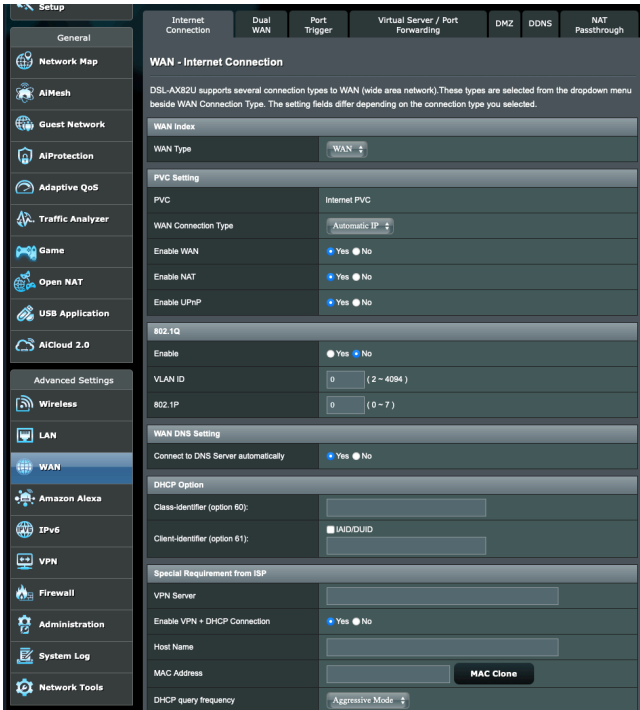 Setup
General
Network Map
AiMesh
Guest Network
AiProtection
Adaptive QoS
Traffic Analyzer
Game
Open NAT
USB Application
AiCloud 2.0
Advanced Settings
Wireless
LAN
WAN
Amazon Alexa
IPv6
VPN
Firewall
Administration
System Log
Network Tools
Internet
Connection
Dual
WAN
Port
Trigger
Virtual Server / Port
Forwarding
DMZ
DDNS
NAT
Passthrough
WAN - Internet Connection
DSL-AX82U supports several connection types to WAN (wide area network).These types are selected from the dropdown menu
beside WAN Connection Type. The setting fields differ depending on the connection type you selected.
WAN Index
WAN Type WAN
PVC Setting
PVC Internet PVC
WAN Connection Type Automatic IP
Enable WAN Yes No
Enable NAT Yes No
Enable UPnP Yes No
802.1Q
Enable Yes No
VLAN ID 0 ( 2 ~ 4094 )
802.1P 0 ( 0 ~ 7 )
WAN DNS Setting
Connect to DNS Server automatically Yes No
DHCP Option
Class-identifier (option 60):
Client-identifier (option 61): IAID/DUID
Special Requirement from ISP
VPN Server
Enable VPN + DHCP Connection Yes No
Host Name
MAC Address MAC Clone
DHCP query frequency Aggressive Mode